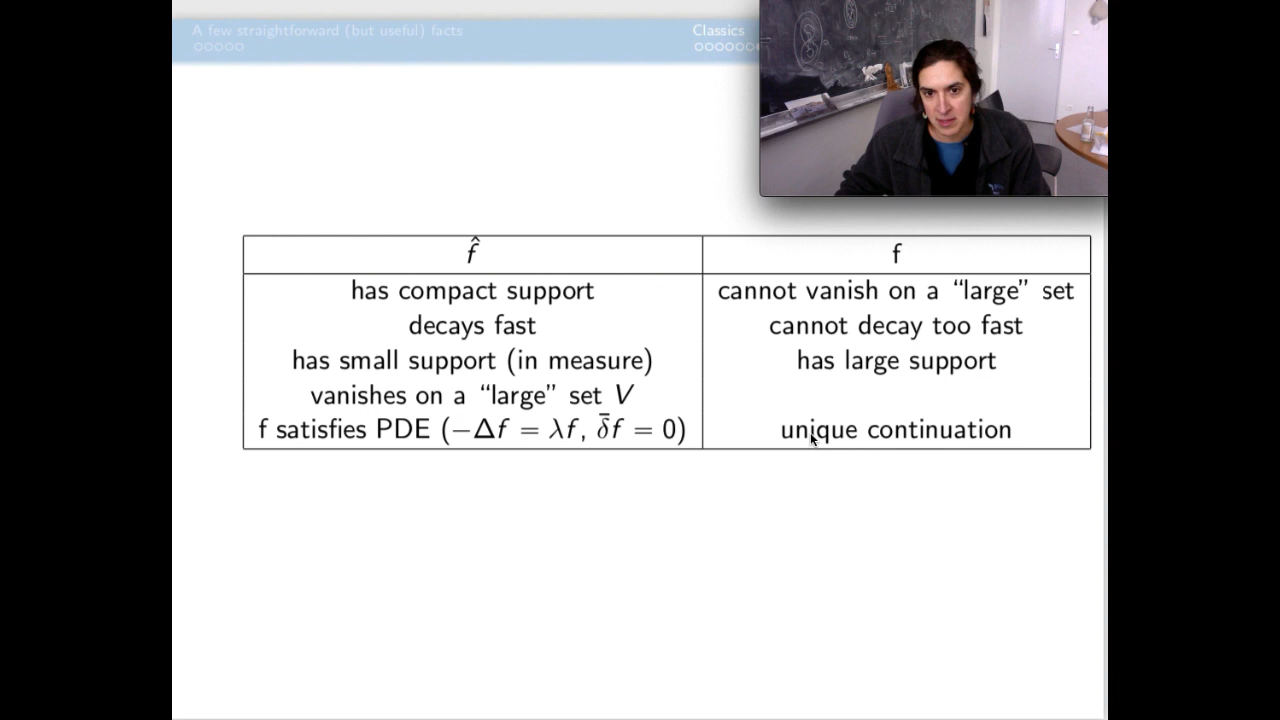 A few straightforward (but useful) facts
Classics
f̂ f
has compact support cannot vanish on a “large” set
decays fast cannot decay too fast
has small support (in measure) has large support
vanishes on a “large” set V
f satisfies PDE (−Δf = λf, δ̄f = 0) unique continuation